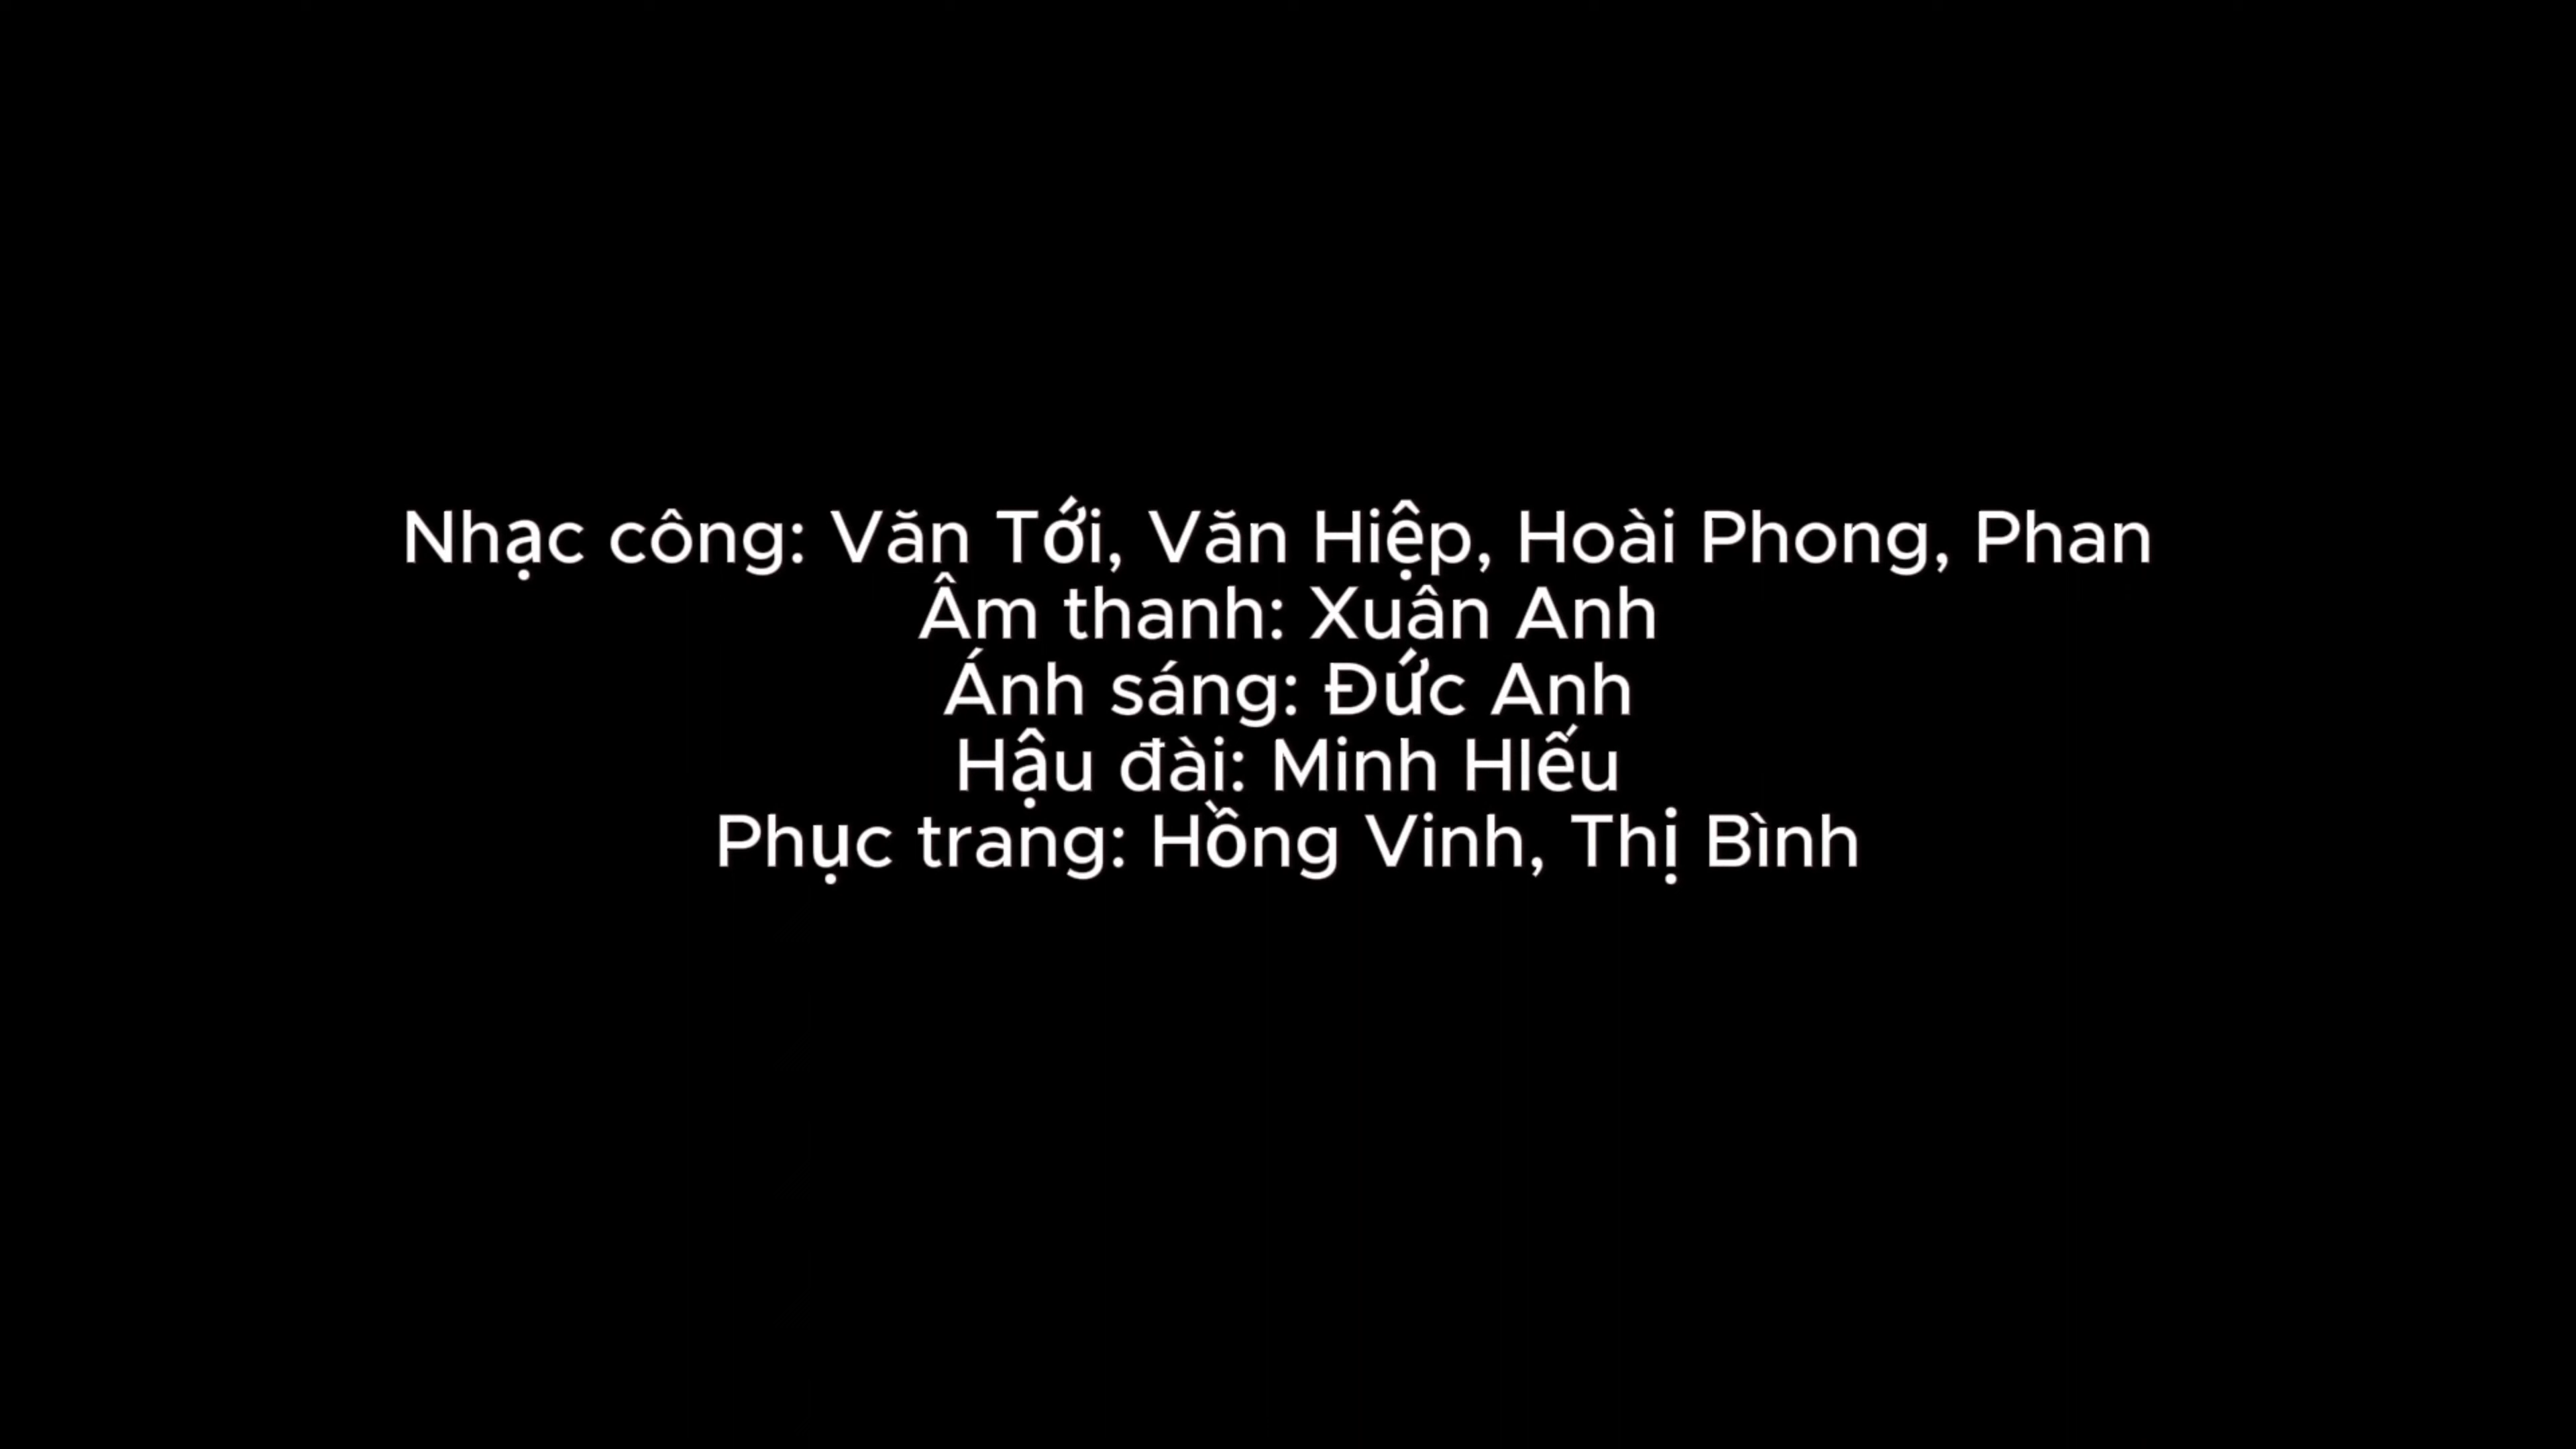 Nhạc công: Văn Tới, Văn Hiệp, Hoài Phong, Phan
Âm thanh: Xuân Anh
Ánh sáng: Đức Anh
Hậu đài: Minh HIếu
Phục trang: Hồng Vinh, Thị Bình